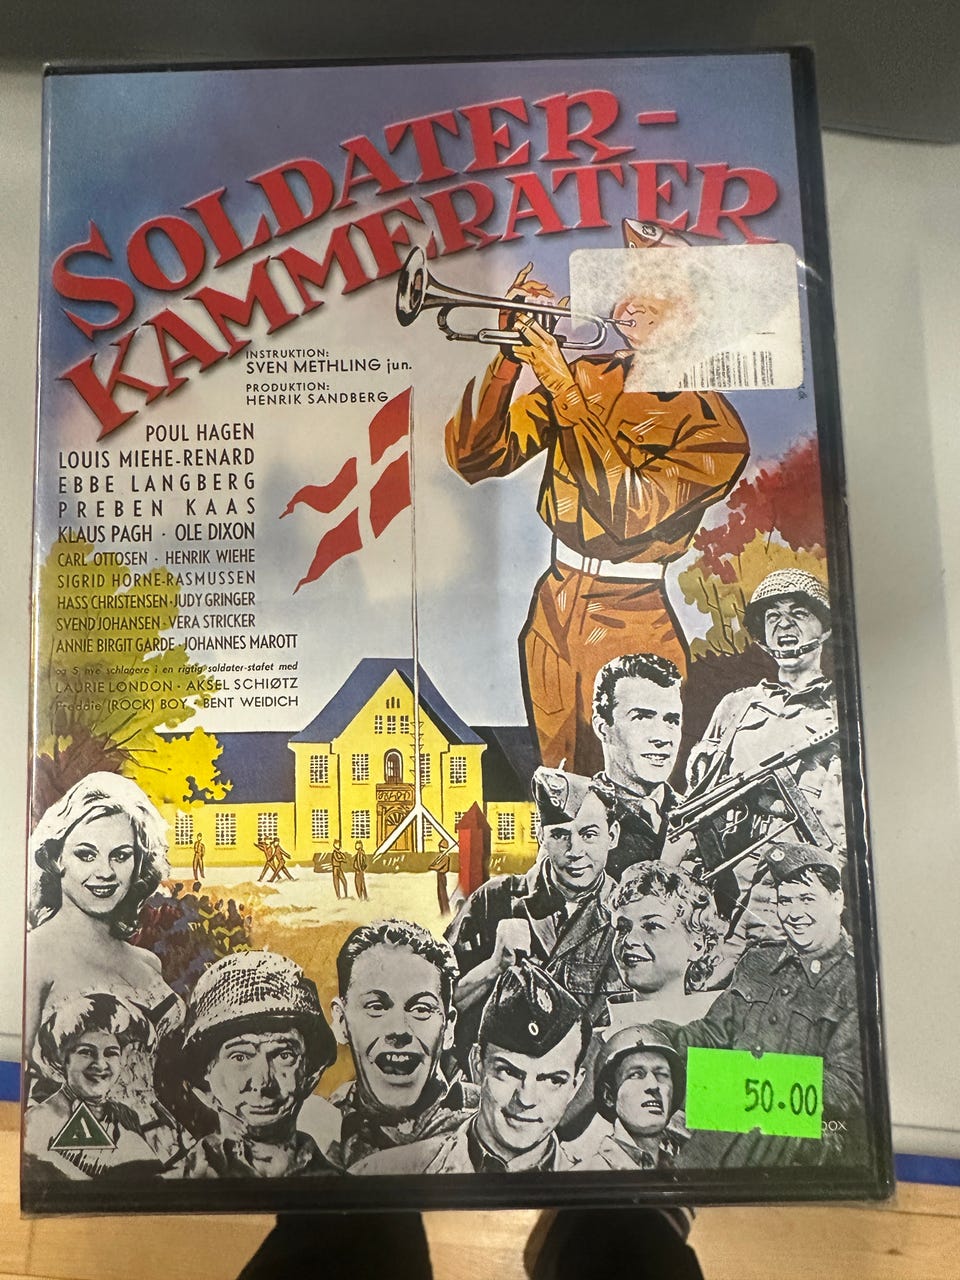 SOLDATER-
KAMMERATER
INSTRUKTION:
SVEN METHLING jun.
PRODUKTION:
HENRIK SANDBERG
POUL HAGEN
LOUIS MIEHE-RENARD
EBBE LANGBERG
PREBEN KAAS
KLAUS PAGH · OLE DIXON
CARL OTTOSEN · HENRIK WIEHE
SIGRID HORNE-RASMUSSEN
HASS CHRISTENSEN · JUDY GRINGER
SVEND JOHANSEN · VERA STRICKER
ANNIE BIRGIT GARDE · JOHANNES MAROTT
og 5 nye schlagere i en rigtig soldater-stafet med
LAURIE LONDON · AKSEL SCHIØTZ
Freddie (ROCK) BOY · BENT WEIDICH
A
50.00